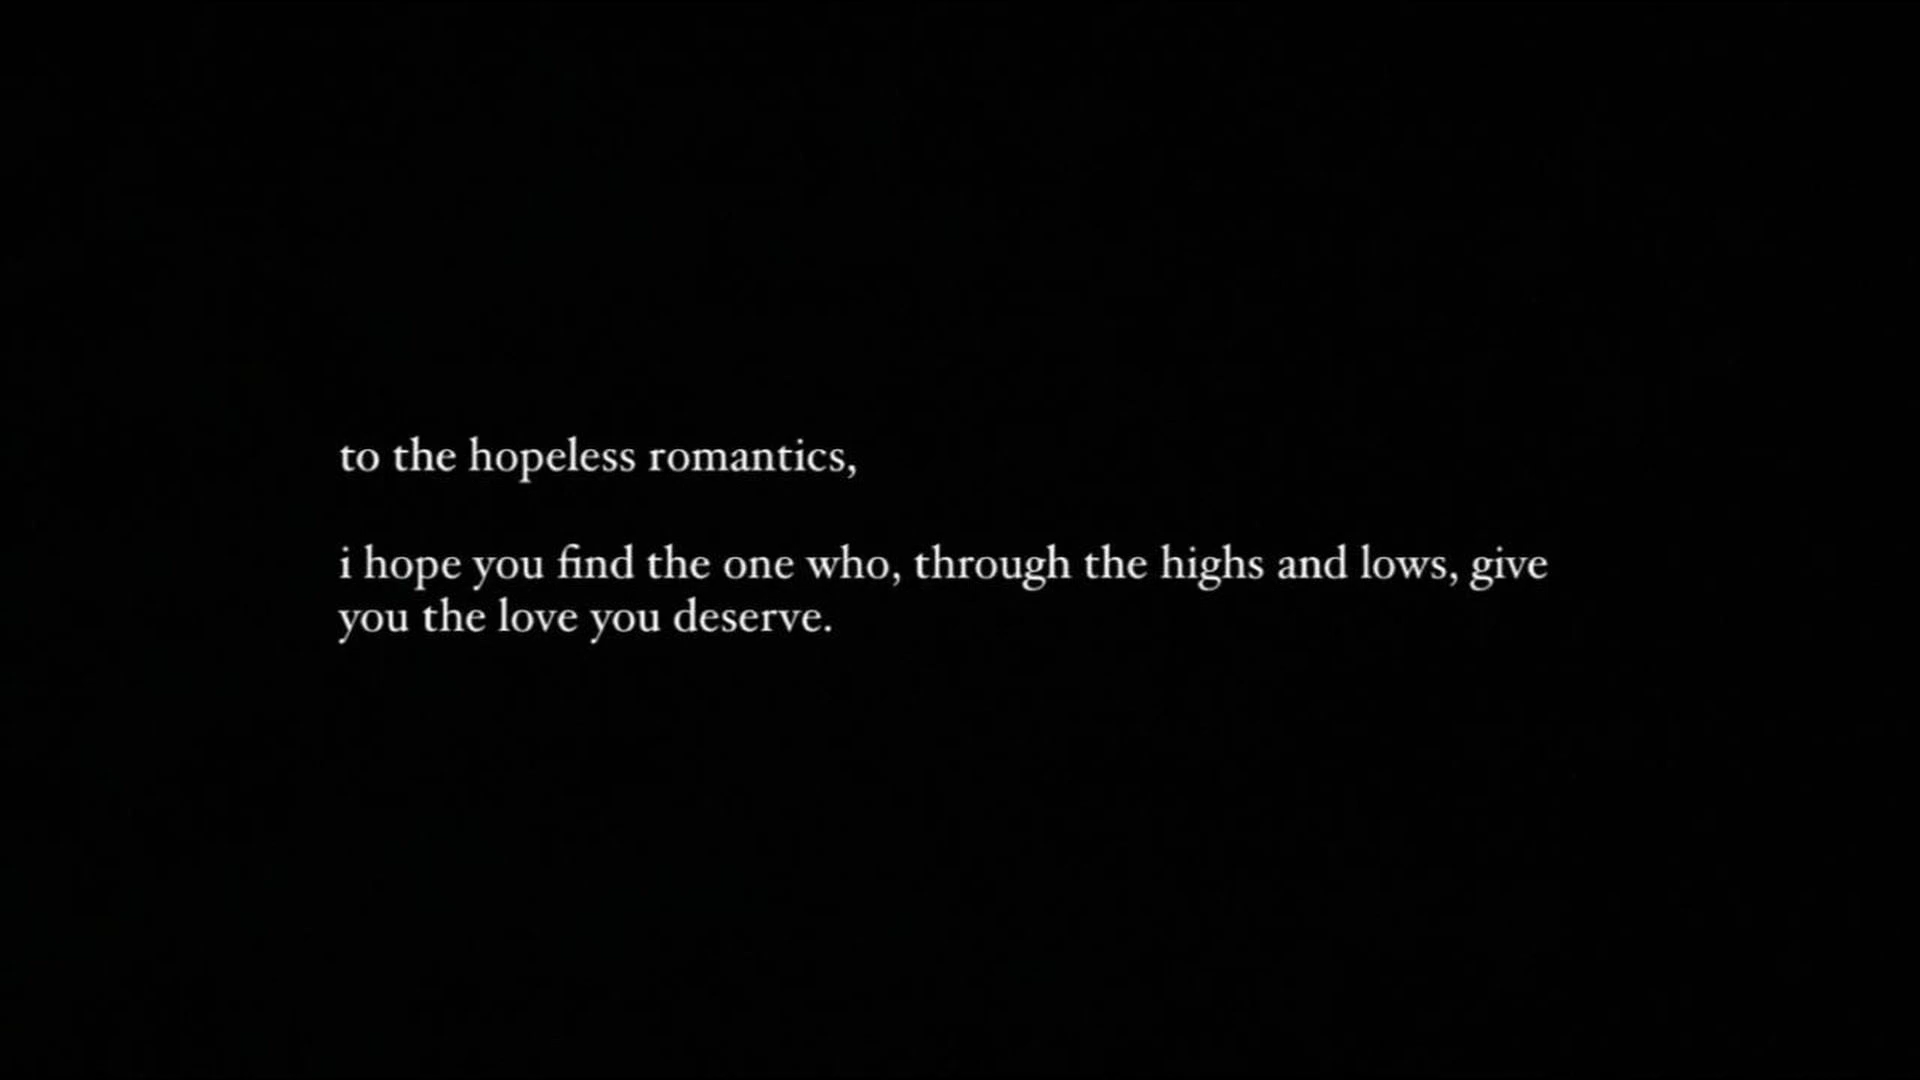 to the hopeless romantics,
i hope you find the one who, through the highs and lows, give
you the love you deserve.